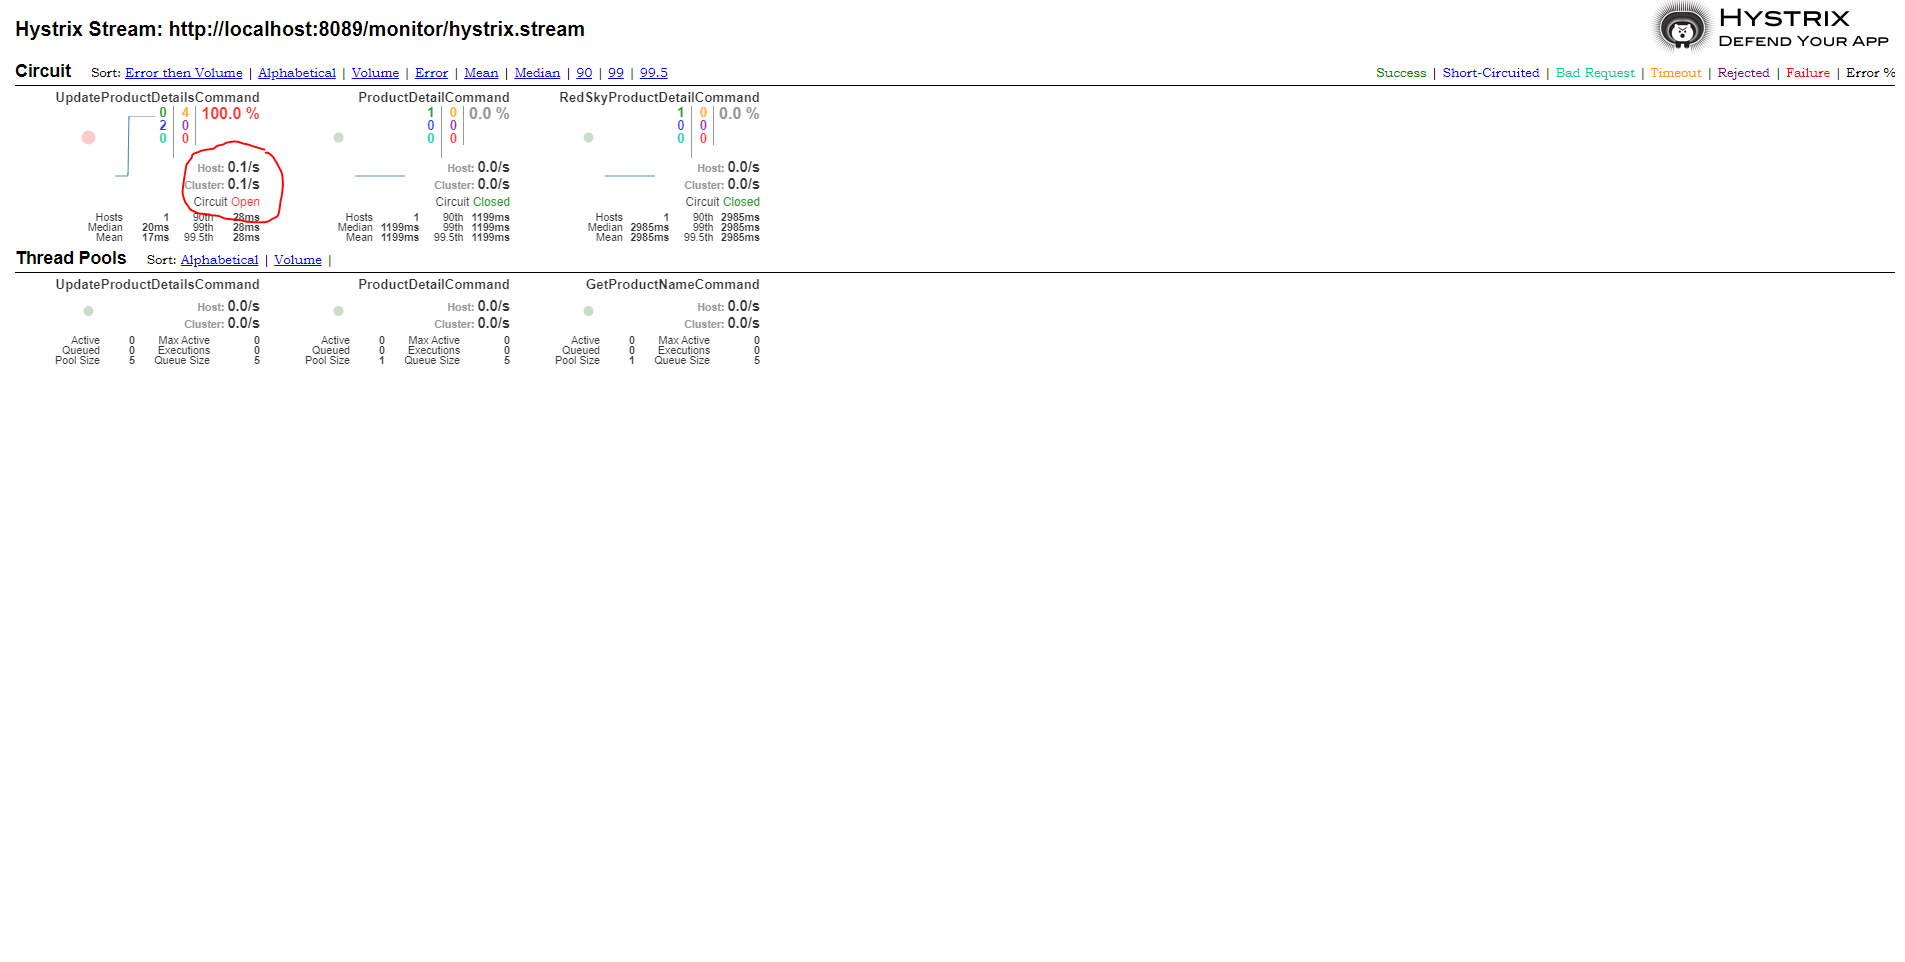 Hystrix Stream: http://localhost:8089/monitor/hystrix.stream
HYSTRIX
DEFEND YOUR APP
Circuit Sort: Error then Volume | Alphabetical | Volume | Error | Mean | Median | 90 | 99 | 99.5
Success | Short-Circuited | Bad Request | Timeout | Rejected | Failure | Error %
UpdateProductDetailsCommand
0 4 100.0 %
2 0
0 0
Host: 0.1/s
Cluster: 0.1/s
Circuit Open
Hosts 1 90th 28ms
Median 20ms 99th 28ms
Mean 17ms 99.5th 28ms
ProductDetailCommand
1 0 0.0 %
0 0
0 0
Host: 0.0/s
Cluster: 0.0/s
Circuit Closed
Hosts 1 90th 1199ms
Median 1199ms 99th 1199ms
Mean 1199ms 99.5th 1199ms
RedSkyProductDetailCommand
1 0 0.0 %
0 0
0 0
Host: 0.0/s
Cluster: 0.0/s
Circuit Closed
Hosts 1 90th 2985ms
Median 2985ms 99th 2985ms
Mean 2985ms 99.5th 2985ms
Thread Pools Sort: Alphabetical | Volume |
UpdateProductDetailsCommand
Host: 0.0/s
Cluster: 0.0/s
Active 0 Max Active 0
Queued 0 Executions 0
Pool Size 5 Queue Size 5
ProductDetailCommand
Host: 0.0/s
Cluster: 0.0/s
Active 0 Max Active 0
Queued 0 Executions 0
Pool Size 1 Queue Size 5
GetProductNameCommand
Host: 0.0/s
Cluster: 0.0/s
Active 0 Max Active 0
Queued 0 Executions 0
Pool Size 1 Queue Size 5